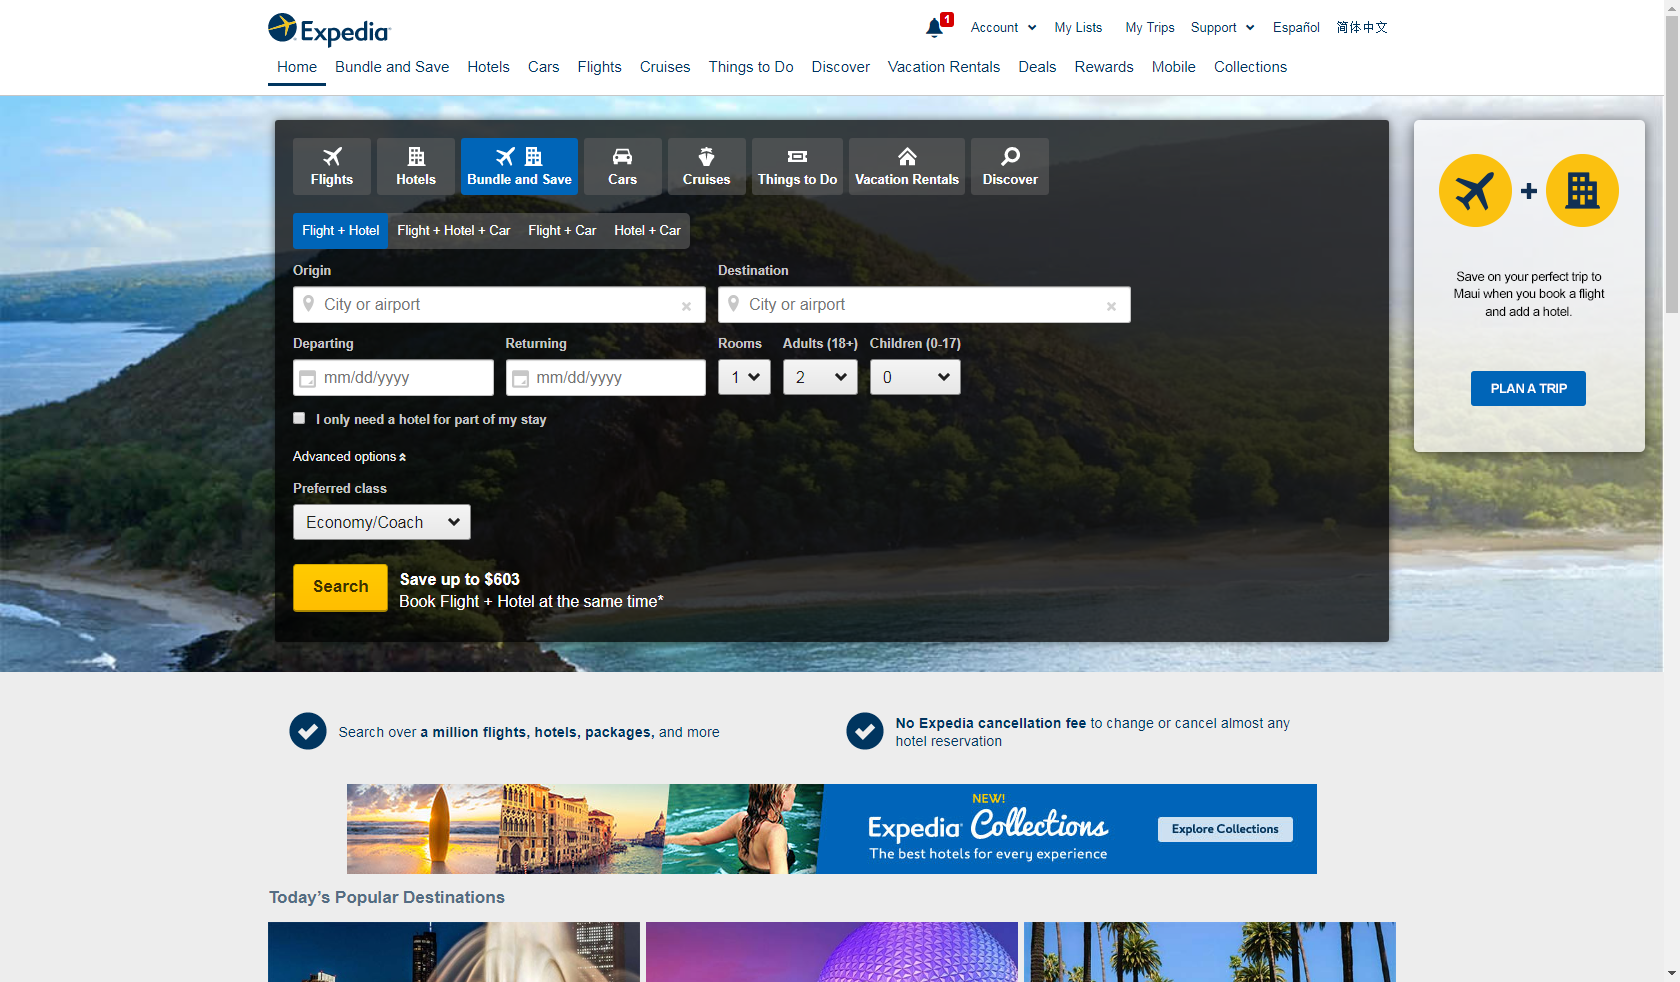 Expedia
1
Account
My Lists
My Trips
Support
Español
简体中文
Home
Bundle and Save
Hotels
Cars
Flights
Cruises
Things to Do
Discover
Vacation Rentals
Deals
Rewards
Mobile
Collections
Flights
Hotels
Bundle and Save
Cars
Cruises
Things to Do
Vacation Rentals
Discover
Flight + Hotel
Flight + Hotel + Car
Flight + Car
Hotel + Car
Origin
Destination
City or airport
×
City or airport
×
Departing
Returning
Rooms
Adults (18+)
Children (0-17)
mm/dd/yyyy
mm/dd/yyyy
1
2
0
I only need a hotel for part of my stay
Advanced options
Preferred class
Economy/Coach
Search
Save up to $603
Book Flight + Hotel at the same time*
+
Save on your perfect trip to
Maui when you book a flight
and add a hotel.
PLAN A TRIP
Search over a million flights, hotels, packages, and more
No Expedia cancellation fee to change or cancel almost any
hotel reservation
NEW!
Expedia Collections
The best hotels for every experience
Explore Collections
Today’s Popular Destinations